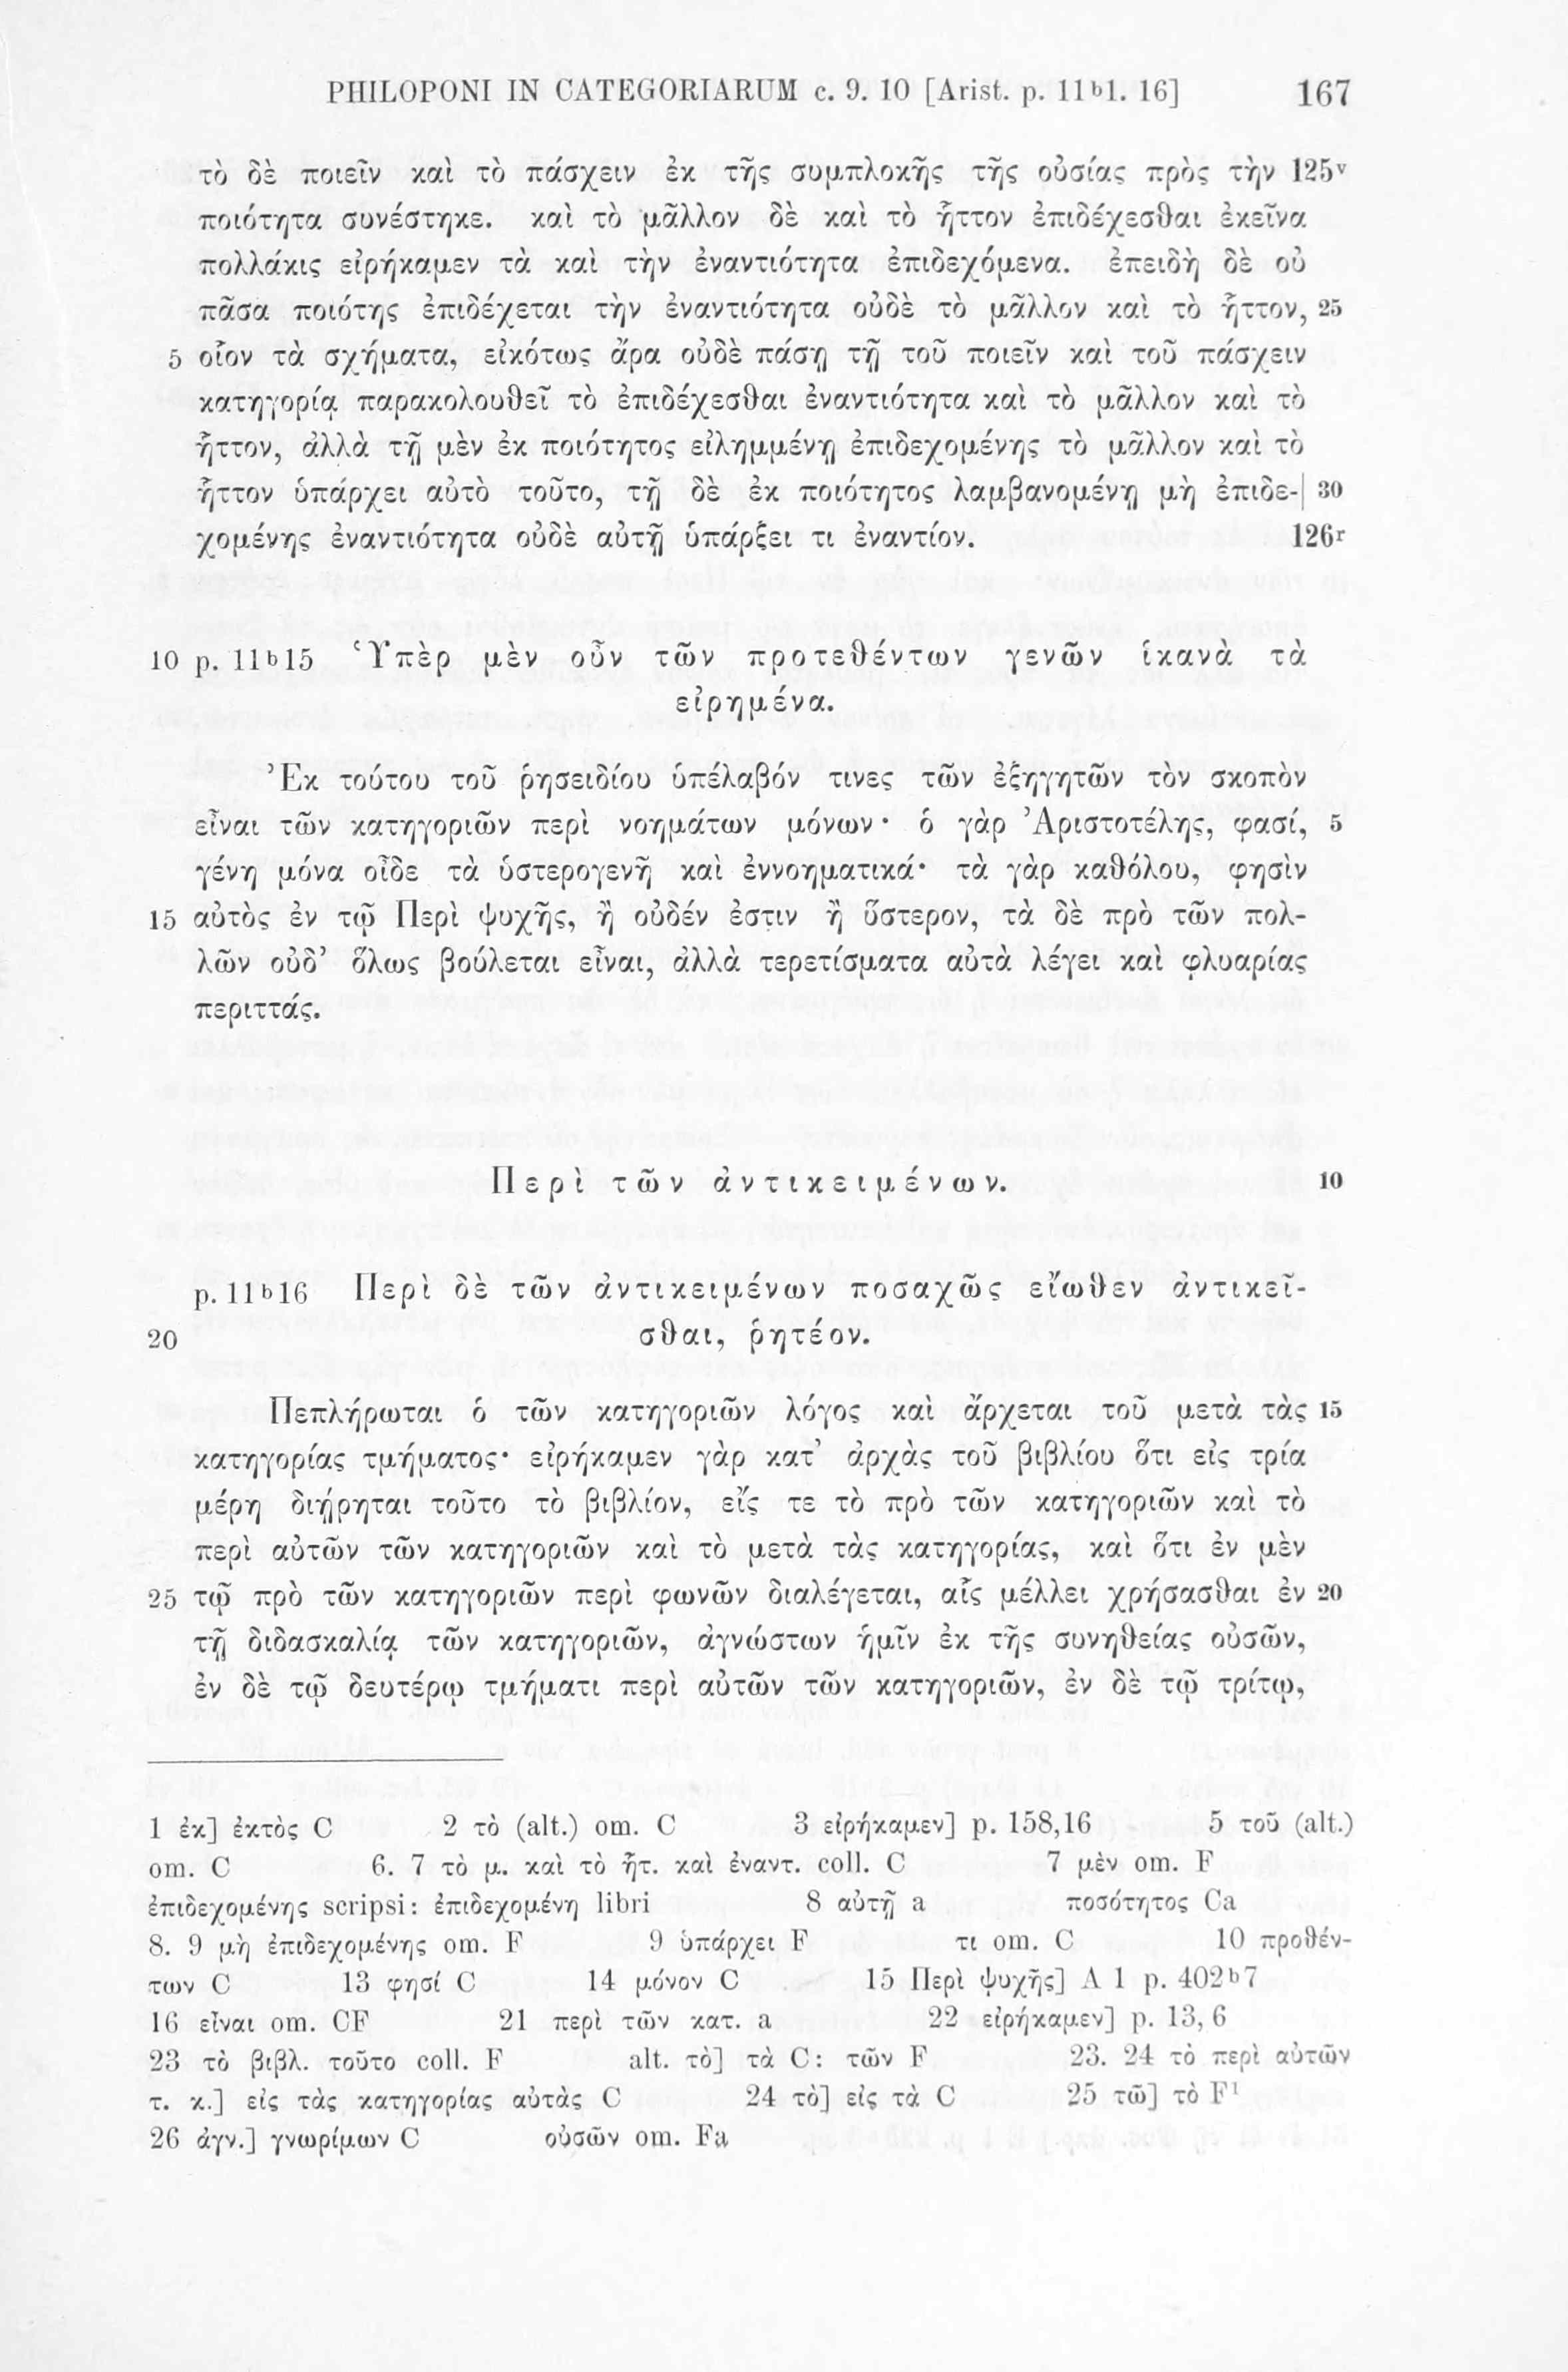 PHILOPONI IN CATEGORIARUM c. 9. 10 [Arist. p. 11b1. 16] 167
τὸ δὲ ποιεῖν καὶ τὸ πάσχειν ἐκ τῆς συμπλοκῆς τῆς οὐσίας πρὸς τὴν 125v
ποιότητα συνέστηκε. καὶ τὸ μᾶλλον δὲ καὶ τὸ ἧττον ἐπιδέχεσθαι ἐκεῖνα
πολλάκις εἰρήκαμεν τὰ καὶ τὴν ἐναντιότητα ἐπιδεχόμενα. ἐπειδὴ δὲ οὐ
πᾶσα ποιότης ἐπιδέχεται τὴν ἐναντιότητα οὐδὲ τὸ μᾶλλον καὶ τὸ ἧττον, 25
5 οἷον τὰ σχήματα, εἰκότως ἄρα οὐδὲ πάσῃ τῇ τοῦ ποιεῖν καὶ τοῦ πάσχειν
κατηγορίᾳ παρακολουθεῖ τὸ ἐπιδέχεσθαι ἐναντιότητα καὶ τὸ μᾶλλον καὶ τὸ
ἧττον, ἀλλὰ τῇ μὲν ἐκ ποιότητος εἰλημμένῃ ἐπιδεχομένης τὸ μᾶλλον καὶ τὸ
ἧττον ὑπάρχει αὐτὸ τοῦτο, τῇ δὲ ἐκ ποιότητος λαμβανομένῃ μὴ ἐπιδε-| 30
χομένης ἐναντιότητα οὐδὲ αὐτῇ ὑπάρξει τι ἐναντίον. 126r
10 p. 11b15 Ὑπὲρ μὲν οὖν τῶν προτεθέντων γενῶν ἱκανὰ τὰ
εἰρημένα.
Ἐκ τούτου τοῦ ῥησειδίου ὑπέλαβόν τινες τῶν ἐξηγητῶν τὸν σκοπὸν
εἶναι τῶν κατηγοριῶν περὶ νοημάτων μόνων· ὁ γὰρ Ἀριστοτέλης, φασί, 5
γένη μόνα οἶδε τὰ ὑστερογενῆ καὶ ἐννοηματικά· τὰ γὰρ καθόλου, φησὶν
15 αὐτὸς ἐν τῷ Περὶ ψυχῆς, ἢ οὐδέν ἐστιν ἢ ὕστερον, τὰ δὲ πρὸ τῶν πολ-
λῶν οὐδ’ ὅλως βούλεται εἶναι, ἀλλὰ τερετίσματα αὐτὰ λέγει καὶ φλυαρίας
περιττάς.
Περὶ τῶν ἀντικειμένων. 10
p. 11b16 Περὶ δὲ τῶν ἀντικειμένων ποσαχῶς εἴωθεν ἀντικεῖ-
20 σθαι, ῥητέον.
Πεπλήρωται ὁ τῶν κατηγοριῶν λόγος καὶ ἄρχεται τοῦ μετὰ τὰς 15
κατηγορίας τμήματος· εἰρήκαμεν γὰρ κατ’ ἀρχὰς τοῦ βιβλίου ὅτι εἰς τρία
μέρη διῄρηται τοῦτο τὸ βιβλίον, εἴς τε τὸ πρὸ τῶν κατηγοριῶν καὶ τὸ
περὶ αὐτῶν τῶν κατηγοριῶν καὶ τὸ μετὰ τὰς κατηγορίας, καὶ ὅτι ἐν μὲν
25 τῷ πρὸ τῶν κατηγοριῶν περὶ φωνῶν διαλέγεται, αἷς μέλλει χρήσασθαι ἐν 20
τῇ διδασκαλίᾳ τῶν κατηγοριῶν, ἀγνώστων ἡμῖν ἐκ τῆς συνηθείας οὐσῶν,
ἐν δὲ τῷ δευτέρῳ τμήματι περὶ αὐτῶν τῶν κατηγοριῶν, ἐν δὲ τῷ τρίτῳ,
1 ἐκ] ἐκτὸς C 2 τὸ (alt.) om. C 3 εἰρήκαμεν] p. 158,16 5 τοῦ (alt.)
om. C 6. 7 τὸ μ. καὶ τὸ ἧτ. καὶ ἐναντ. coll. C 7 μὲν om. F
ἐπιδεχομένης scripsi: ἐπιδεχομένη libri 8 αὐτῇ a ποσότητος Ca
8. 9 μὴ ἐπιδεχομένης om. F 9 ὑπάρχει F τι om. C 10 προθέν-
των C 13 φησί C 14 μόνον C 15 Περὶ ψυχῆς] Α 1 p. 402b7
16 εἶναι om. CF 21 περὶ τῶν κατ. a 22 εἰρήκαμεν] p. 13, 6
23 τὸ βιβλ. τοῦτο coll. F alt. τὸ] τὰ C: τῶν F 23. 24 τὸ περὶ αὐτῶν
τ. κ.] εἰς τὰς κατηγορίας αὐτὰς C 24 τὸ] εἰς τὰ C 25 τῶ] τὸ F1
26 ἀγν.] γνωρίμων C οὐσῶν om. Fa